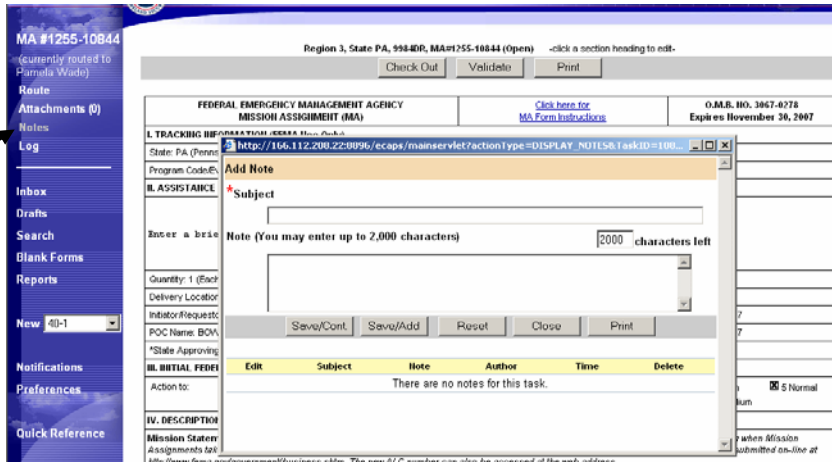 MA #1255-10844
(currently routed to
Pamela Wade)
Route
Attachments (0)
Notes
Log
Inbox
Drafts
Search
Blank Forms
Reports
New 40-1
Notifications
Preferences
Quick Reference
Region 3, State PA, 9984DR, MA#1255-10844 (Open) -click a section heading to edit-
Check Out Validate Print
FEDERAL EMERGENCY MANAGEMENT AGENCY
MISSION ASSIGNMENT (MA)
Click here for
MA Form Instructions
O.M.B. NO. 3067-0278
Expires November 30, 2007
I. TRACKING INFORMATION (FEMA Use Only)
State: PA (Penns
Program Code/Ev
II. ASSISTANCE
Enter a brie
Quantity: 1 (Each
Delivery Location
Initiator/Requesto
POC Name: BOW
*State Approving
III. INITIAL FEDE
Action to:
IV. DESCRIPTION
Mission Statem
Assignments tak
http://166.112.200.22:8096/ecaps/mainservlet?actionType=DISPLAY_NOTES&TaskID=108...
Add Note
*Subject
Note (You may enter up to 2,000 characters) 2000 characters left
Save/Cont. Save/Add Reset Close Print
Edit Subject Note Author Time Delete
There are no notes for this task.
7
7
5 Normal
when Mission
submitted on-line at